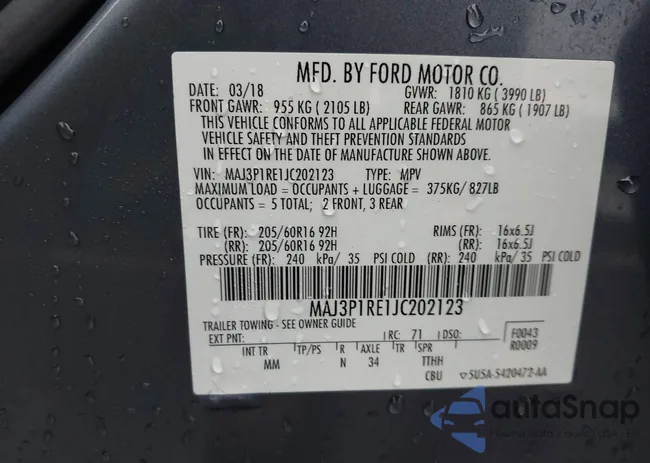 MFD. BY FORD MOTOR CO.
DATE: 03/18 GVWR: 1810 KG ( 3990 LB)
FRONT GAWR: 955 KG ( 2105 LB) REAR GAWR: 865 KG ( 1907 LB)
THIS VEHICLE CONFORMS TO ALL APPLICABLE FEDERAL MOTOR
VEHICLE SAFETY AND THEFT PREVENTION STANDARDS
IN EFFECT ON THE DATE OF MANUFACTURE SHOWN ABOVE.
VIN: MAJ3P1RE1JC202123 TYPE: MPV
MAXIMUM LOAD = OCCUPANTS + LUGGAGE = 375KG/ 827LB
OCCUPANTS = 5 TOTAL; 2 FRONT, 3 REAR
TIRE (FR): 205/60R16 92H RIMS (FR): 16x6.5J
(RR): 205/60R16 92H (RR): 16x6.5J
PRESSURE (FR): 240 kPa/ 35 PSI COLD (RR): 240 kPa/ 35 PSI COLD
MAJ3P1RE1JC202123
TRAILER TOWING - SEE OWNER GUIDE
EXT PNT: RC: 71 DSO: F0043
R0009
INT TR TP/PS R AXLE TR SPR
MM N 34 TTHH
CBU 5U5A-5420472-AA
autoSnap